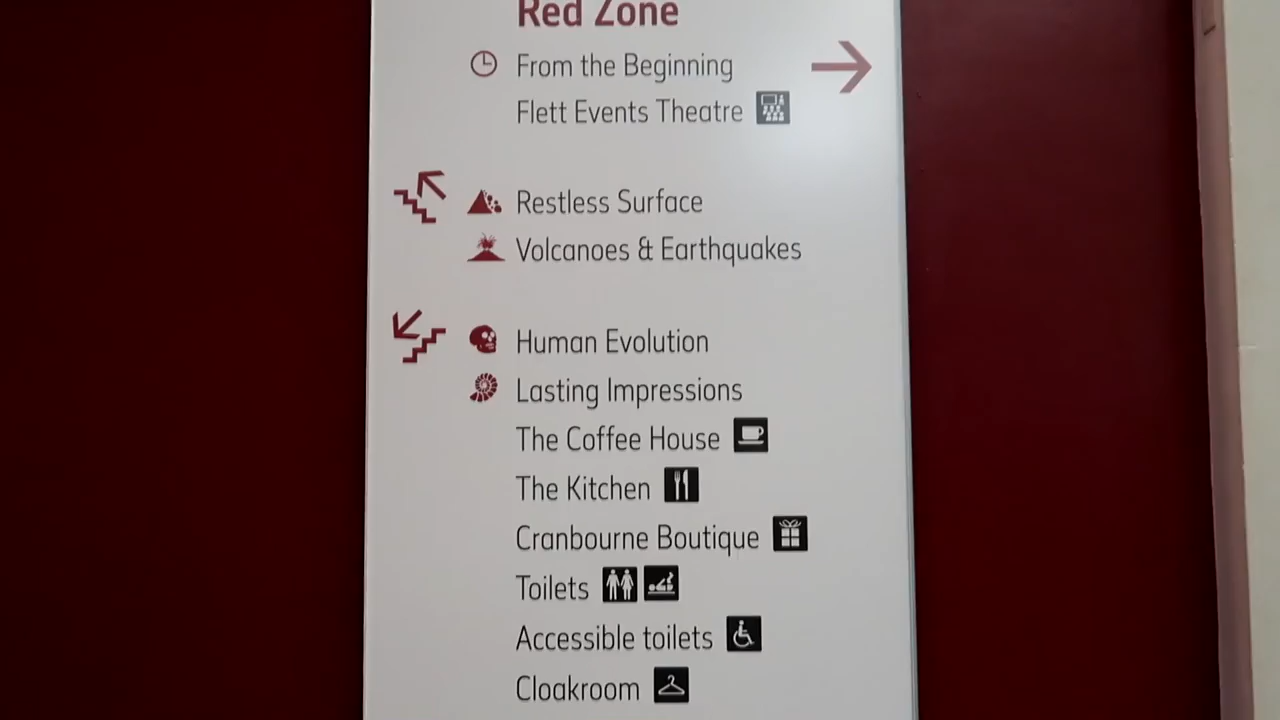 Red Zone
From the Beginning
Flett Events Theatre
Restless Surface
Volcanoes & Earthquakes
Human Evolution
Lasting Impressions
The Coffee House
The Kitchen
Cranbourne Boutique
Toilets
Accessible toilets
Cloakroom